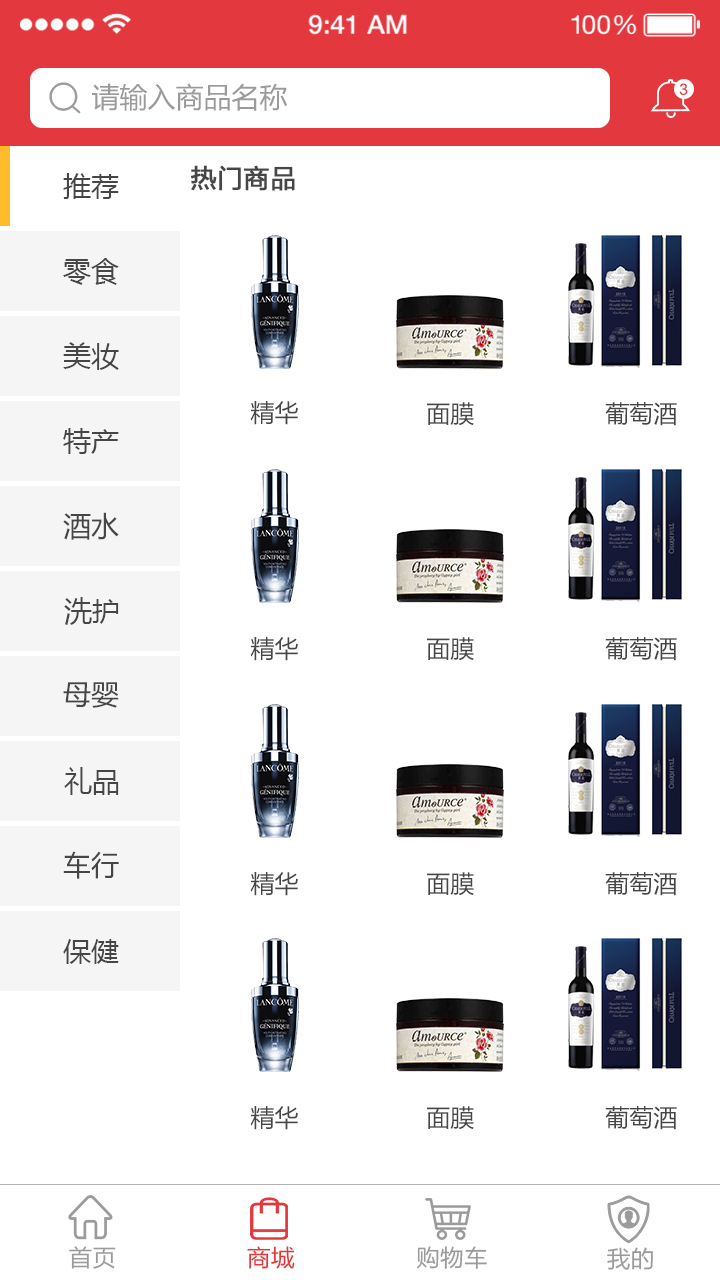 9:41 AM
100%
请输入商品名称
3
推荐
热门商品
零食
美妆
特产
酒水
洗护
母婴
礼品
车行
保健
LANCÔME
ADVANCED
GÉNIFIQUE
amOURCE
精华
面膜
葡萄酒
LANCÔME
ADVANCED
GÉNIFIQUE
amOURCE
精华
面膜
葡萄酒
LANCÔME
ADVANCED
GÉNIFIQUE
amOURCE
精华
面膜
葡萄酒
LANCÔME
ADVANCED
GÉNIFIQUE
amOURCE
精华
面膜
葡萄酒
首页
商城
购物车
我的